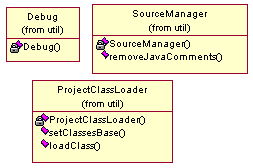 Debug
(from util)
Debug()
SourceManager
(from util)
SourceManager()
removeJavaComments()
ProjectClassLoader
(from util)
ProjectClassLoader()
setClassesBase()
loadClass()